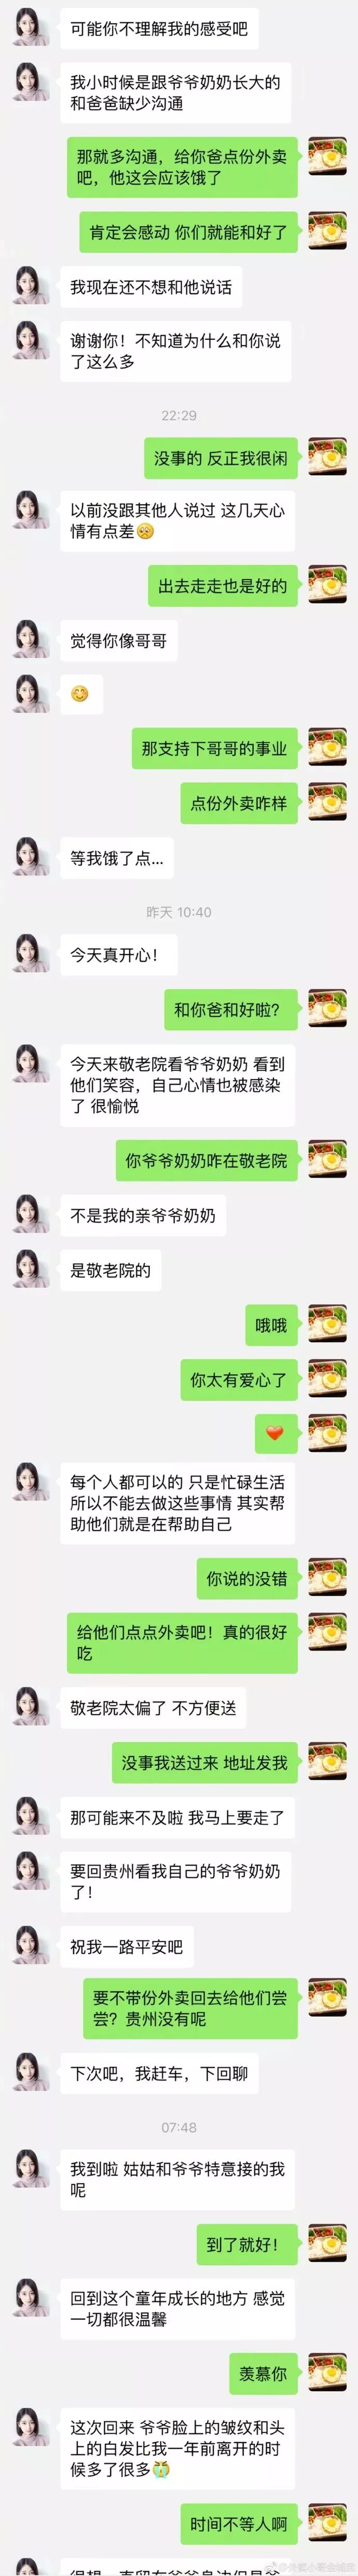 可能你不理解我的感受吧
我小时候是跟爷爷奶奶长大的
和爸爸缺少沟通
那就多沟通，给你爸点份外卖
吧，他这会应该饿了
肯定会感动 你们就能和好了
我现在还不想和他说话
谢谢你！不知道为什么和你说
了这么多
22:29
没事的 反正我很闲
以前没跟其他人说过 这几天心
情有点差🥺
出去走走也是好的
觉得你像哥哥
😊
那支持下哥哥的事业
点份外卖咋样
等我饿了点...
昨天 10:40
今天真开心！
和你爸和好啦？
今天来敬老院看爷爷奶奶 看到
他们笑容，自己心情也被感染
了 很愉悦
你爷爷奶奶咋在敬老院
不是我的亲爷爷奶奶
是敬老院的
哦哦
你太有爱心了
❤️
每个人都可以的 只是忙碌生活
所以不能去做这些事情 其实帮
助他们就是在帮助自己
你说的没错
给他们点点外卖吧！真的很好
吃
敬老院太偏了 不方便送
没事我送过来 地址发我
那可能来不及啦 我马上要走了
要回贵州看我自己的爷爷奶奶
了！
祝我一路平安吧
要不带份外卖回去给他们尝
尝？贵州没有呢
下次吧，我赶车，下回聊
07:48
我到啦 姑姑和爷爷特意接的我
呢
到了就好！
回到这个童年成长的地方 感觉
一切都很温馨
羡慕你
这次回来 爷爷脸上的皱纹和头
上的白发比我一年前离开的时
候多了很多😭
时间不等人啊